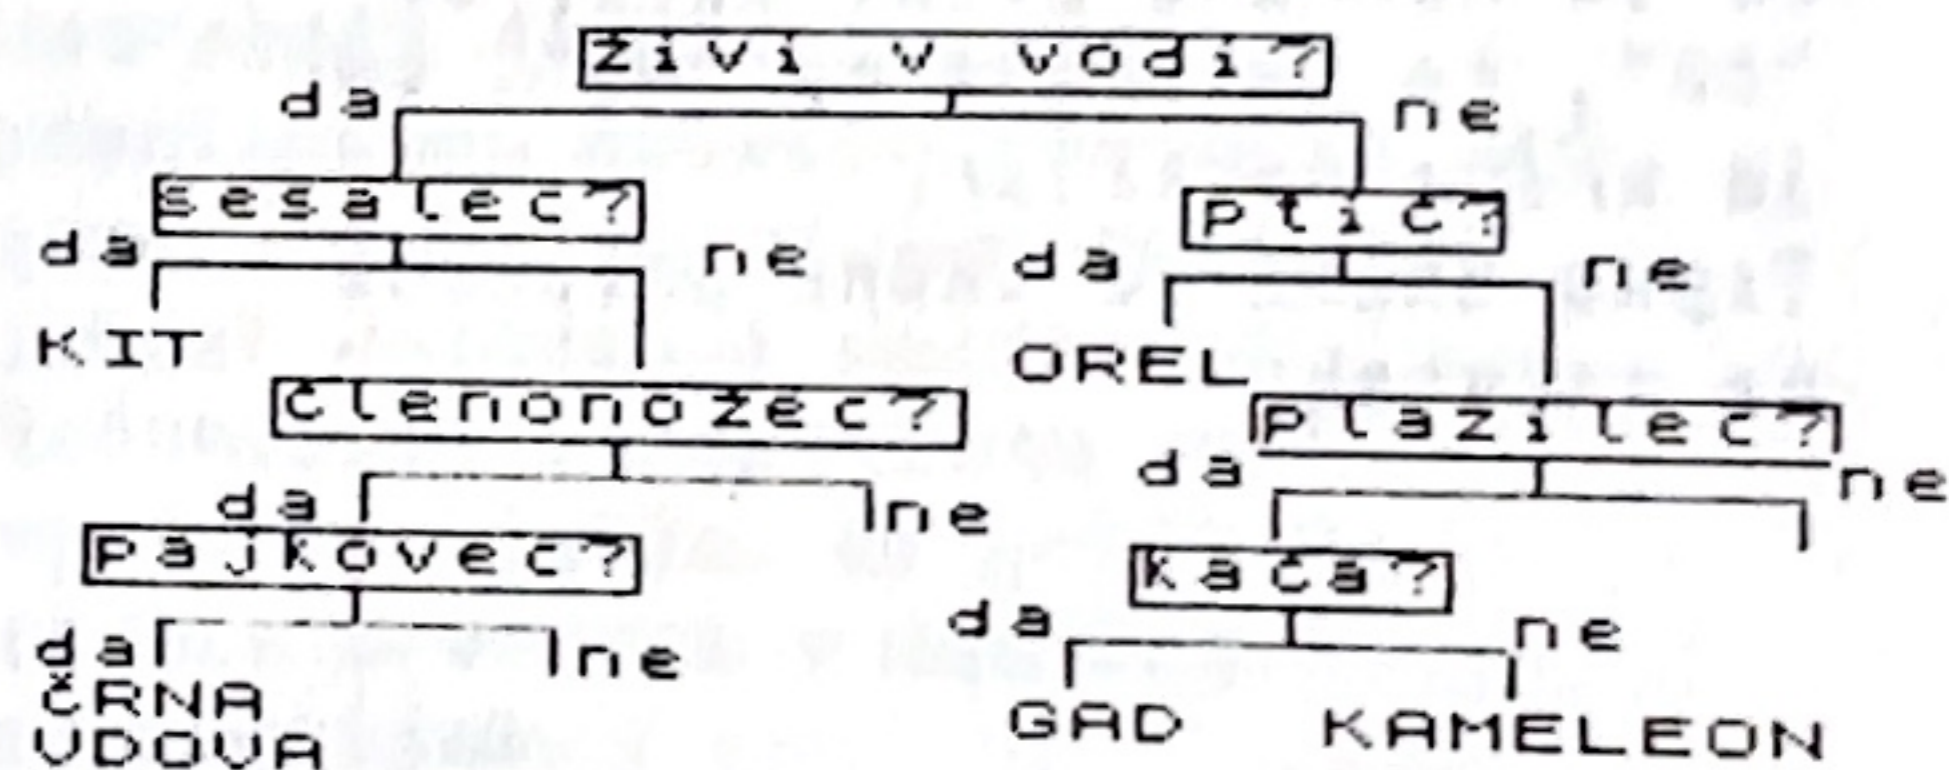 živi v vodi?
da ne
sesalec? ptič?
da ne da ne
KIT OREL
členonožec? plazilec?
da ne da ne
pajkovec? kača?
da ne da ne
ČRNA VDOVA GAD KAMELEON